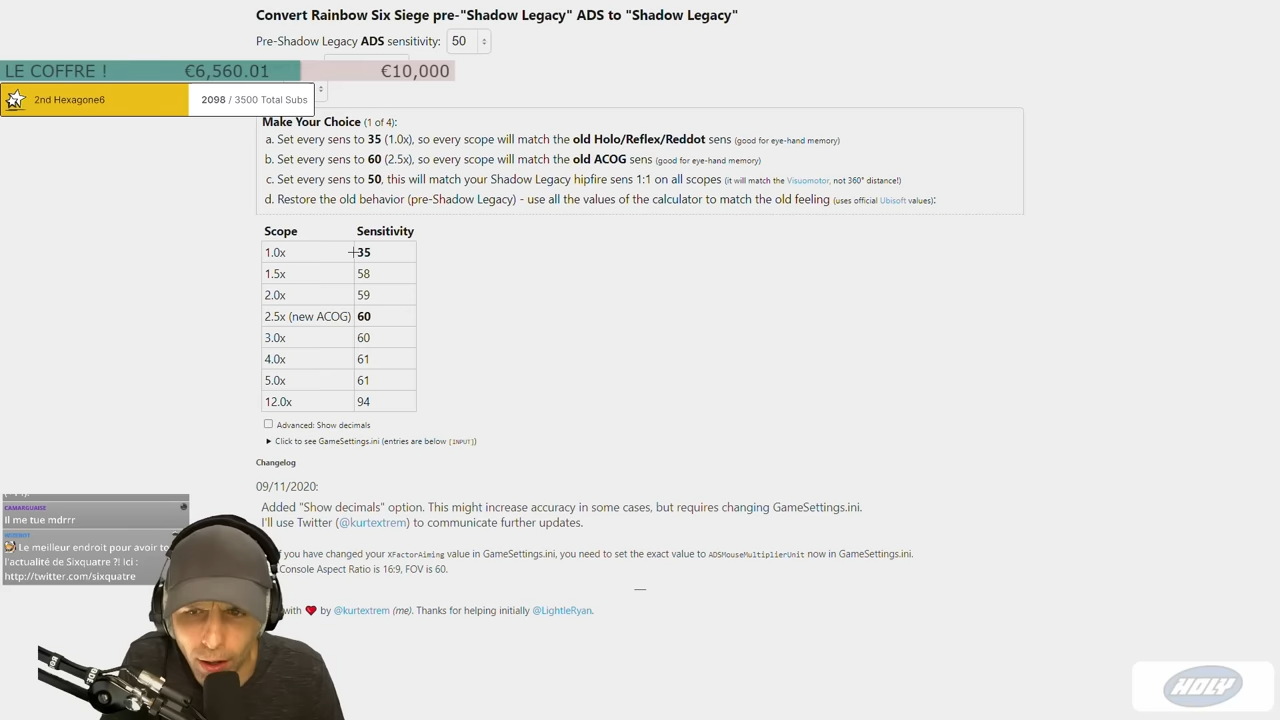 Convert Rainbow Six Siege pre-"Shadow Legacy" ADS to "Shadow Legacy"
Pre-Shadow Legacy ADS sensitivity: 50
LE COFFRE ! €6,560.01 €10,000
2nd Hexagone6 2098 / 3500 Total Subs
Make Your Choice (1 of 4):
a. Set every sens to 35 (1.0x), so every scope will match the old Holo/Reflex/Reddot sens (good for eye-hand memory)
b. Set every sens to 60 (2.5x), so every scope will match the old ACOG sens (good for eye-hand memory)
c. Set every sens to 50, this will match your Shadow Legacy hipfire sens 1:1 on all scopes (it will match the Visuomotor, not 360° distance!)
d. Restore the old behavior (pre-Shadow Legacy) - use all the values of the calculator to match the old feeling (uses official Ubisoft values):
Scope Sensitivity
1.0x 35
1.5x 58
2.0x 59
2.5x (new ACOG) 60
3.0x 60
4.0x 61
5.0x 61
12.0x 94
Advanced: Show decimals
Click to see GameSettings.ini (entries are below [INPUT])
Changelog
09/11/2020:
Added "Show decimals" option. This might increase accuracy in some cases, but requires changing GameSettings.ini.
I'll use Twitter (@kurtextrem) to communicate further updates.
if you have changed your XFactorAiming value in GameSettings.ini, you need to set the exact value to ADSMouseMultiplierUnit now in GameSettings.ini.
Console Aspect Ratio is 16:9, FOV is 60.
with ❤ by @kurtextrem (me). Thanks for helping initially @LightleRyan.
CAMARGUAISE
Il me tue mdrrr
Le meilleur endroit pour avoir to
l'actualité de Sixquatre ?! Ici :
http://twitter.com/sixquatre
HOLY